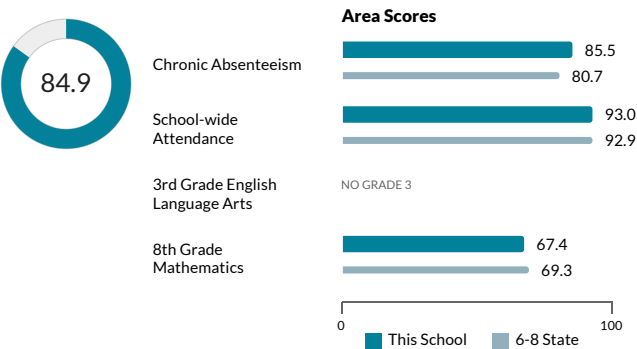 Area Scores
84.9
Chronic Absenteeism
85.5
80.7
School-wide
Attendance
93.0
92.9
3rd Grade English
Language Arts
NO GRADE 3
8th Grade
Mathematics
67.4
69.3
0
100
This School
6-8 State